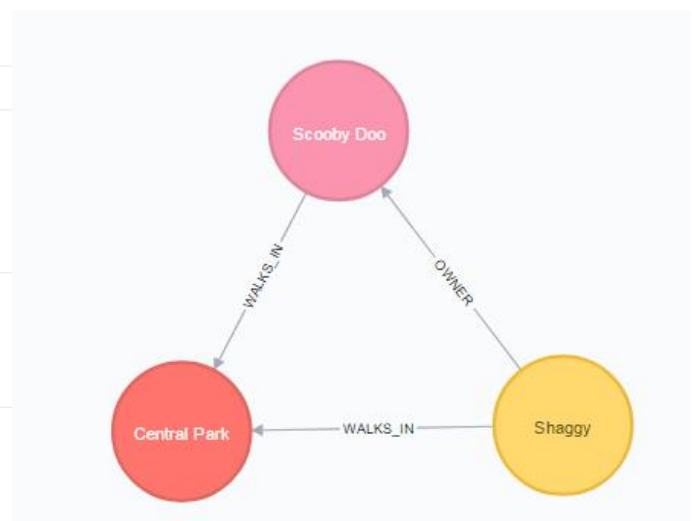 Scooby Doo
WALKS_IN
OWNER
Central Park
WALKS_IN
Shaggy